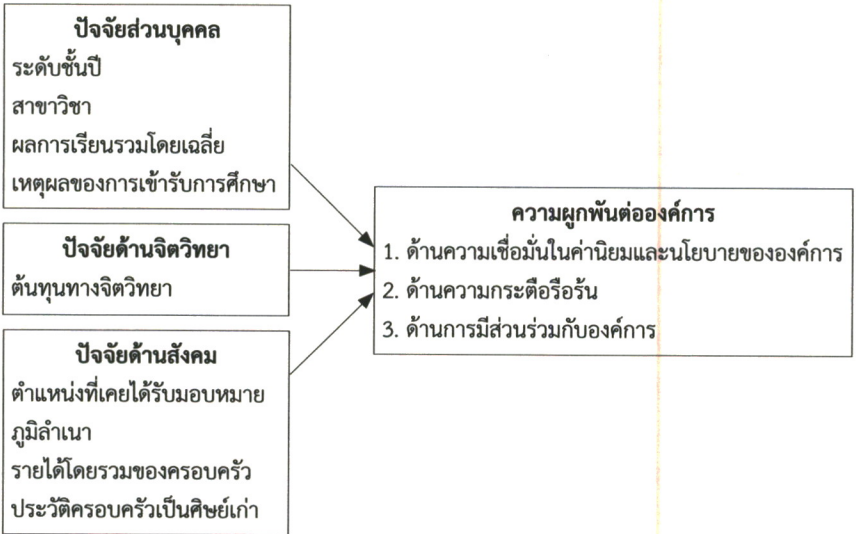 ปัจจัยส่วนบุคคล
ระดับชั้นปี
สาขาวิชา
ผลการเรียนรวมโดยเฉลี่ย
เหตุผลของการเข้ารับการศึกษา
ปัจจัยด้านจิตวิทยา
ต้นทุนทางจิตวิทยา
ปัจจัยด้านสังคม
ตำแหน่งที่เคยได้รับมอบหมาย
ภูมิลำเนา
รายได้โดยรวมของครอบครัว
ประวัติครอบครัวเป็นศิษย์เก่า
ความผูกพันต่อองค์การ
1. ด้านความเชื่อมั่นในค่านิยมและนโยบายขององค์การ
2. ด้านความกระตือรือร้น
3. ด้านการมีส่วนร่วมกับองค์การ